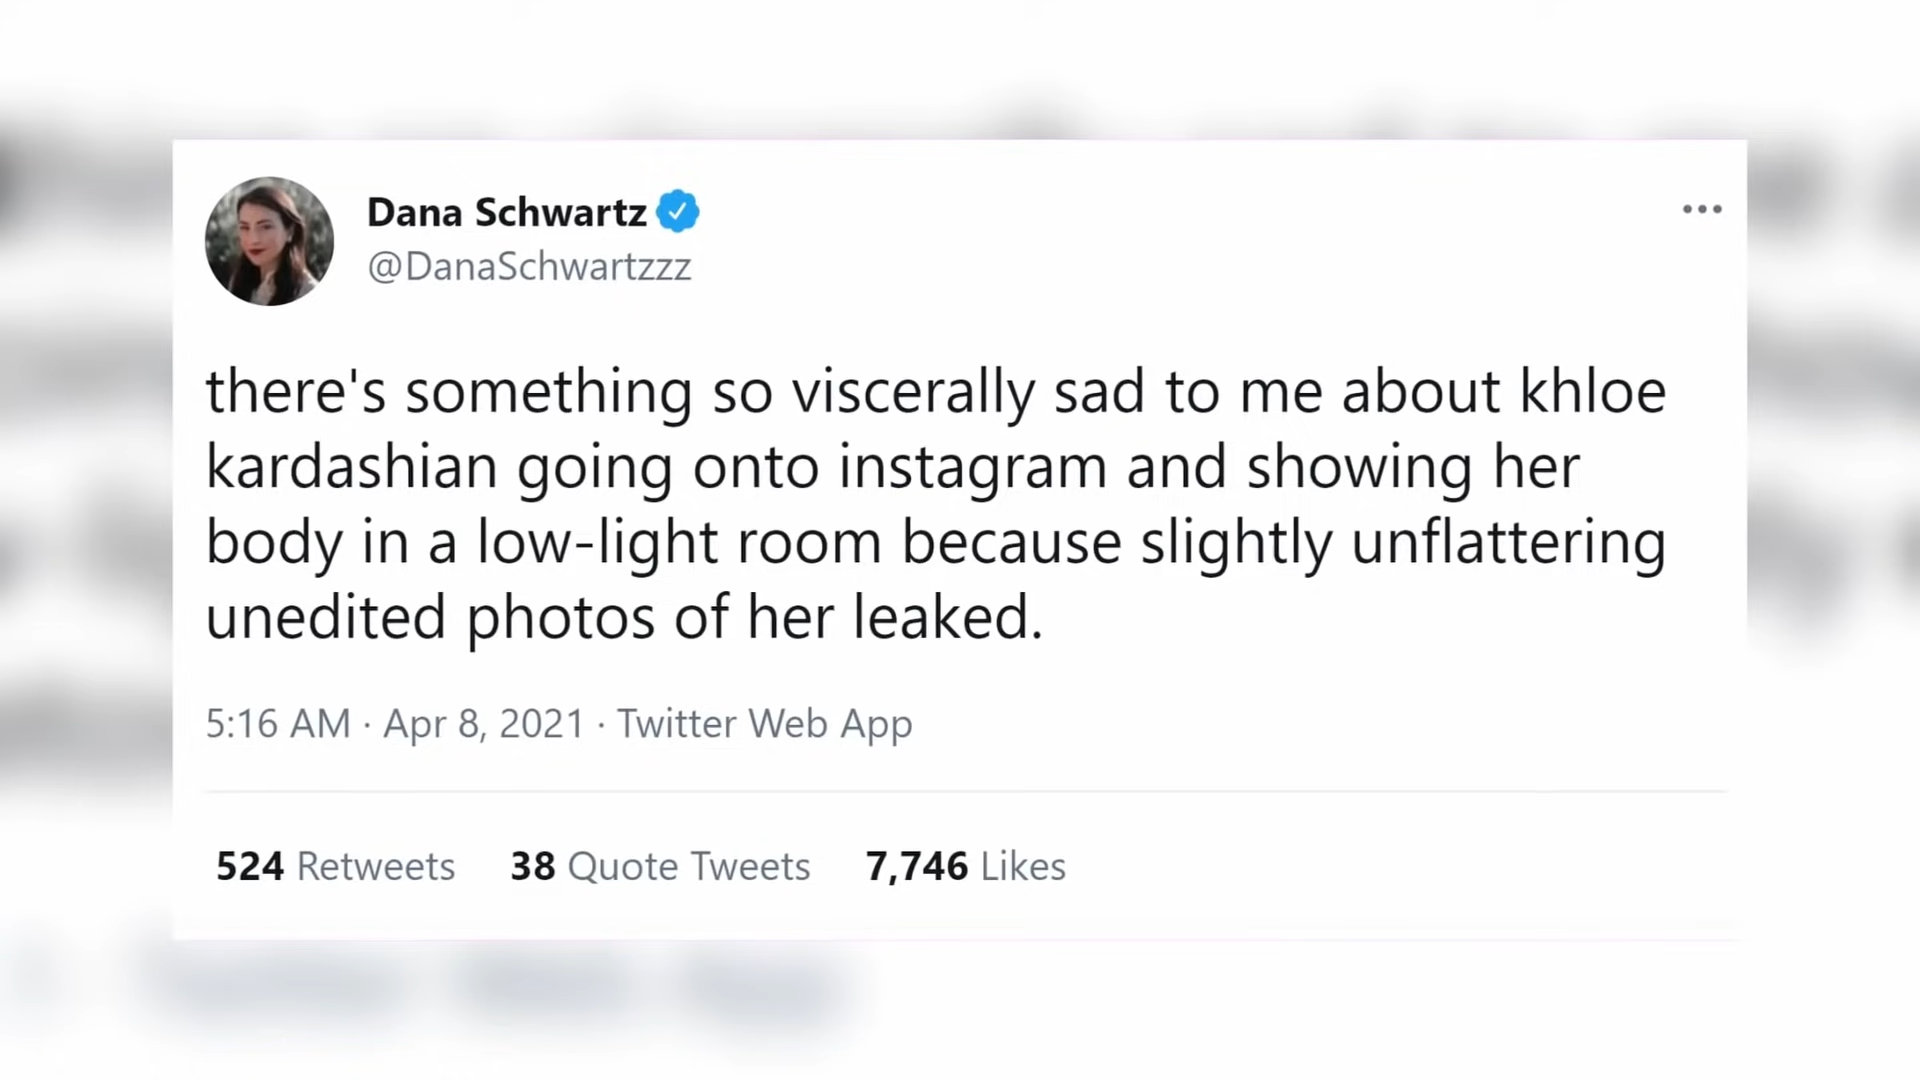 Dana Schwartz
@DanaSchwartzzz
there's something so viscerally sad to me about khloe
kardashian going onto instagram and showing her
body in a low-light room because slightly unflattering
unedited photos of her leaked.
5:16 AM · Apr 8, 2021 · Twitter Web App
524 Retweets 38 Quote Tweets 7,746 Likes